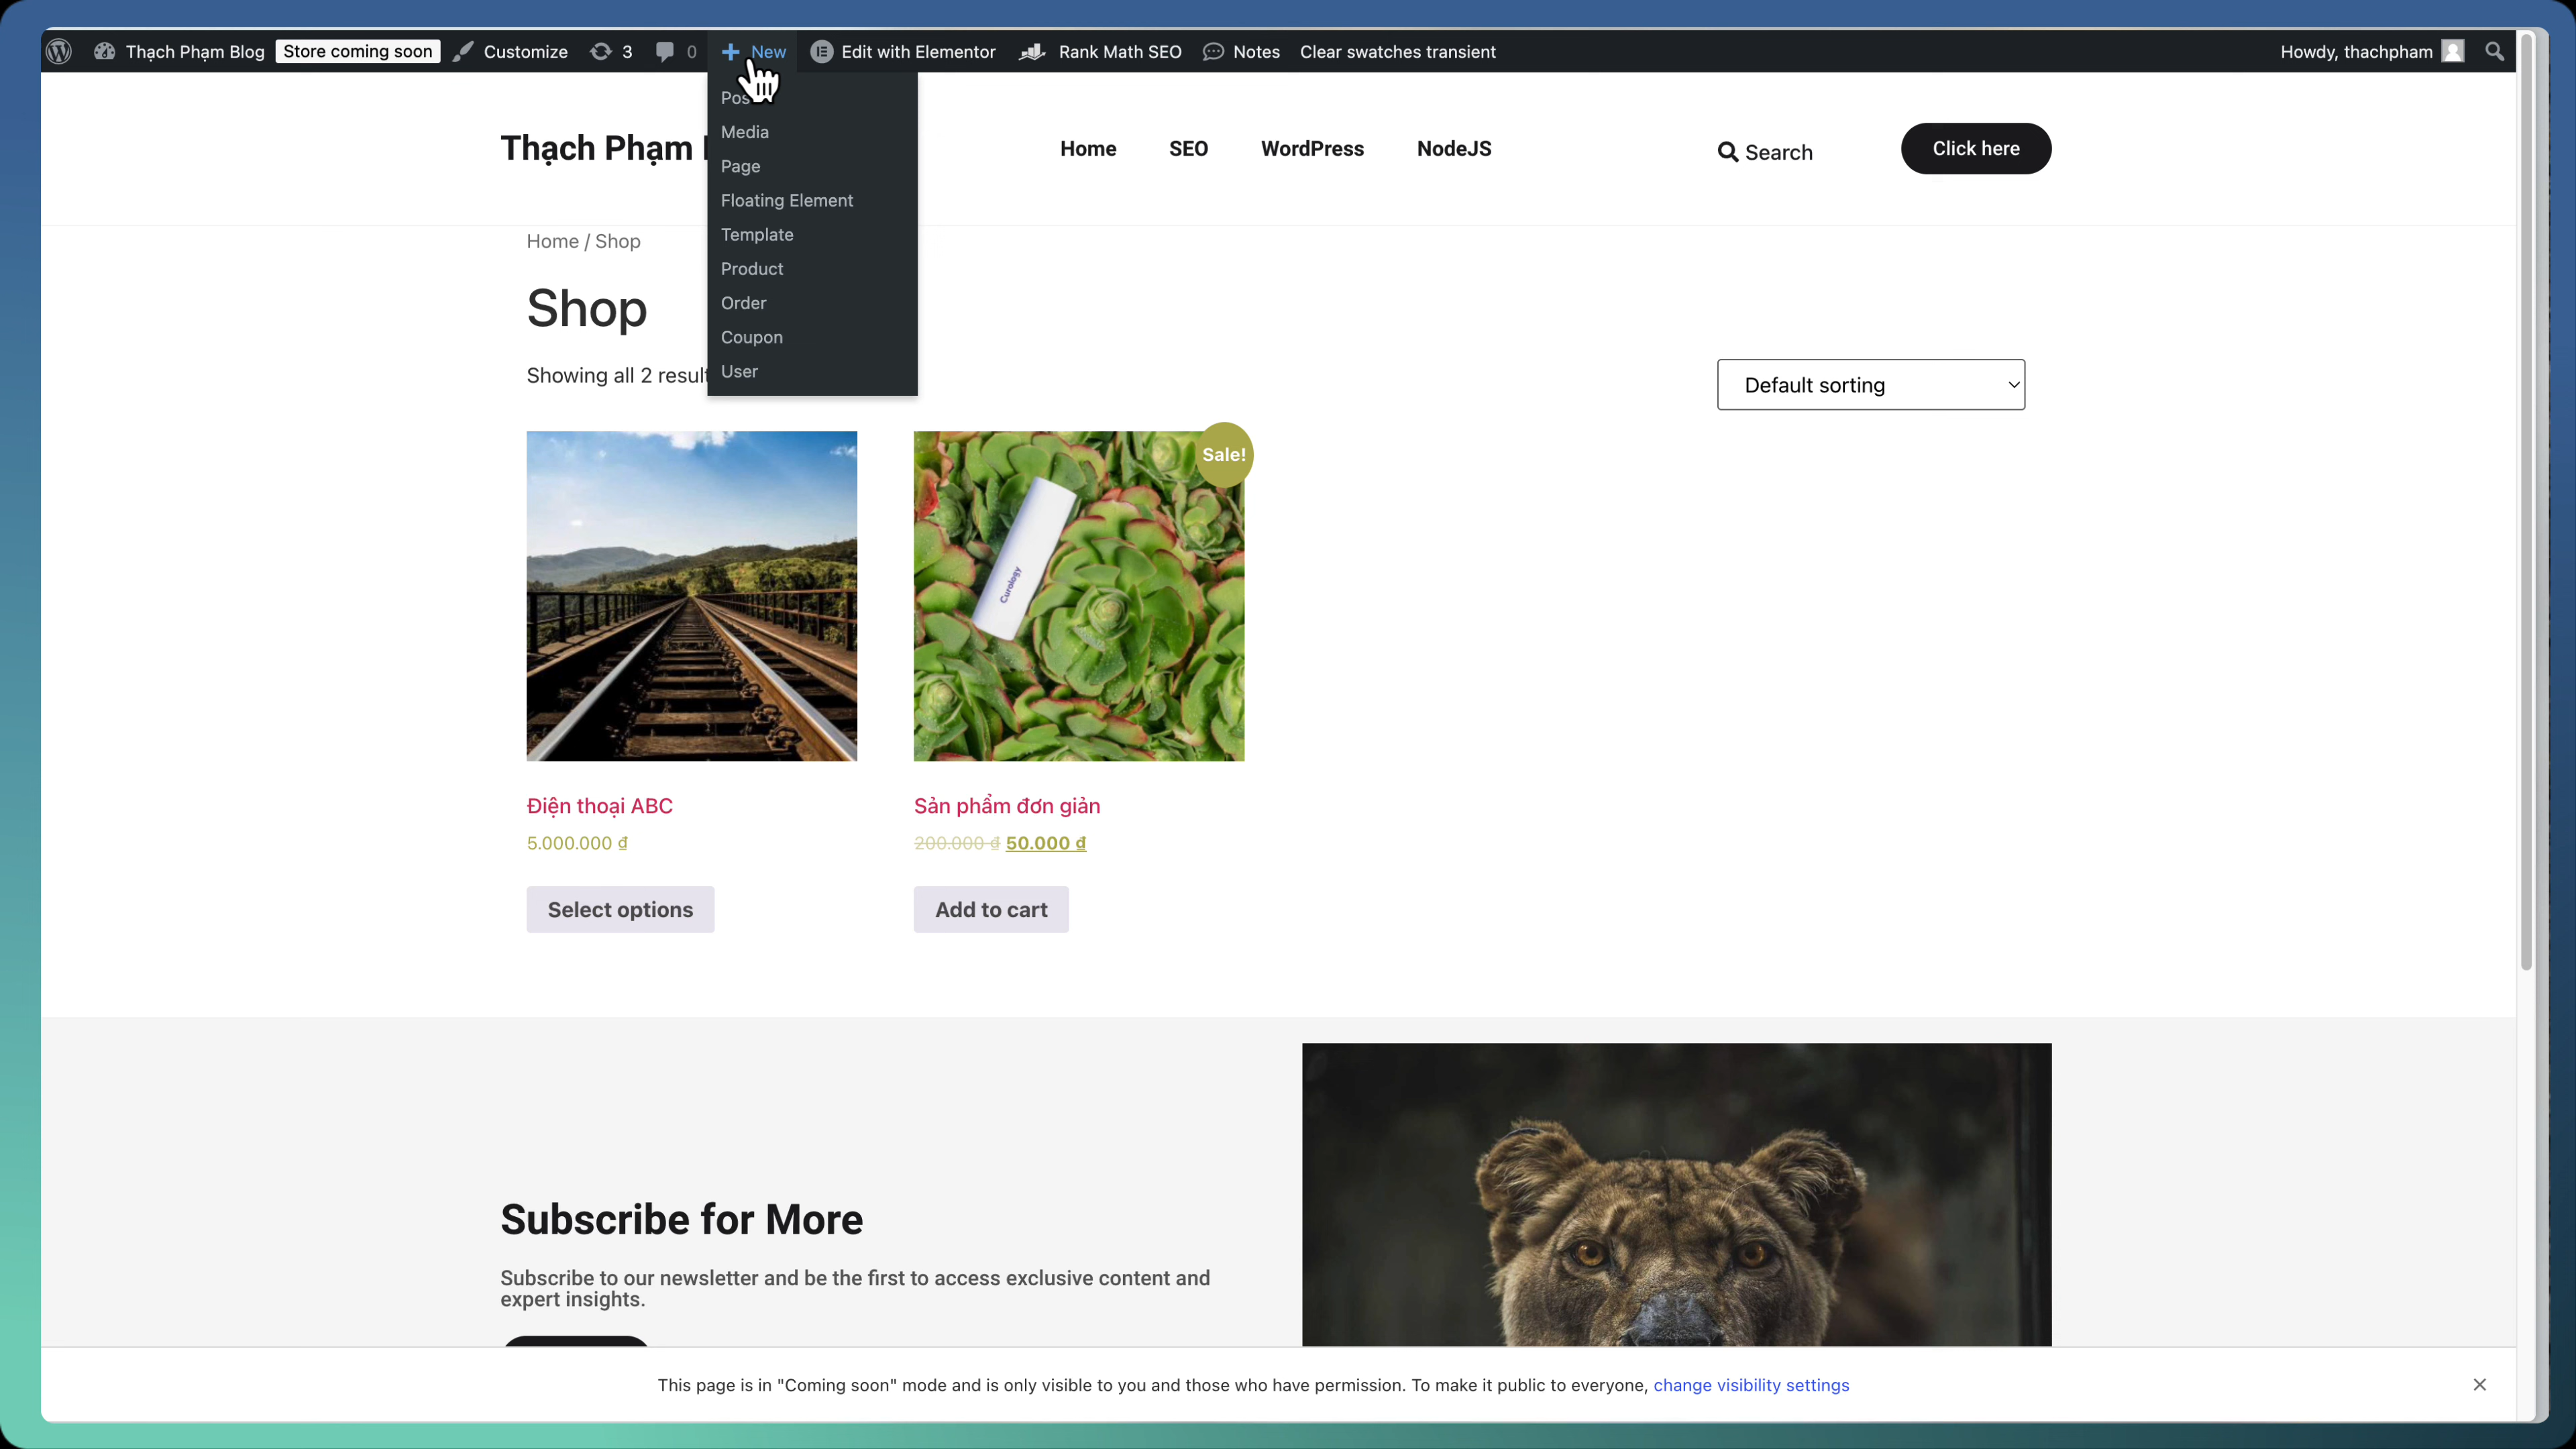 Thạch Phạm Blog Store coming soon Customize 3 0 New Edit with Elementor Rank Math SEO Notes Clear swatches transient Howdy, thachpham
Media
Page
Floating Element
Template
Product
Order
Coupon
User
Thạch Phạm Home SEO WordPress NodeJS Search Click here
Home / Shop
Shop
Showing all 2 Default sorting
Sale!
Curology
Điện thoại ABC
5.000.000 ₫
Select options
Sản phẩm đơn giản
200.000 ₫ 50.000 ₫
Add to cart
Subscribe for More
Subscribe to our newsletter and be the first to access exclusive content and
expert insights.
This page is in "Coming soon" mode and is only visible to you and those who have permission. To make it public to everyone, change visibility settings